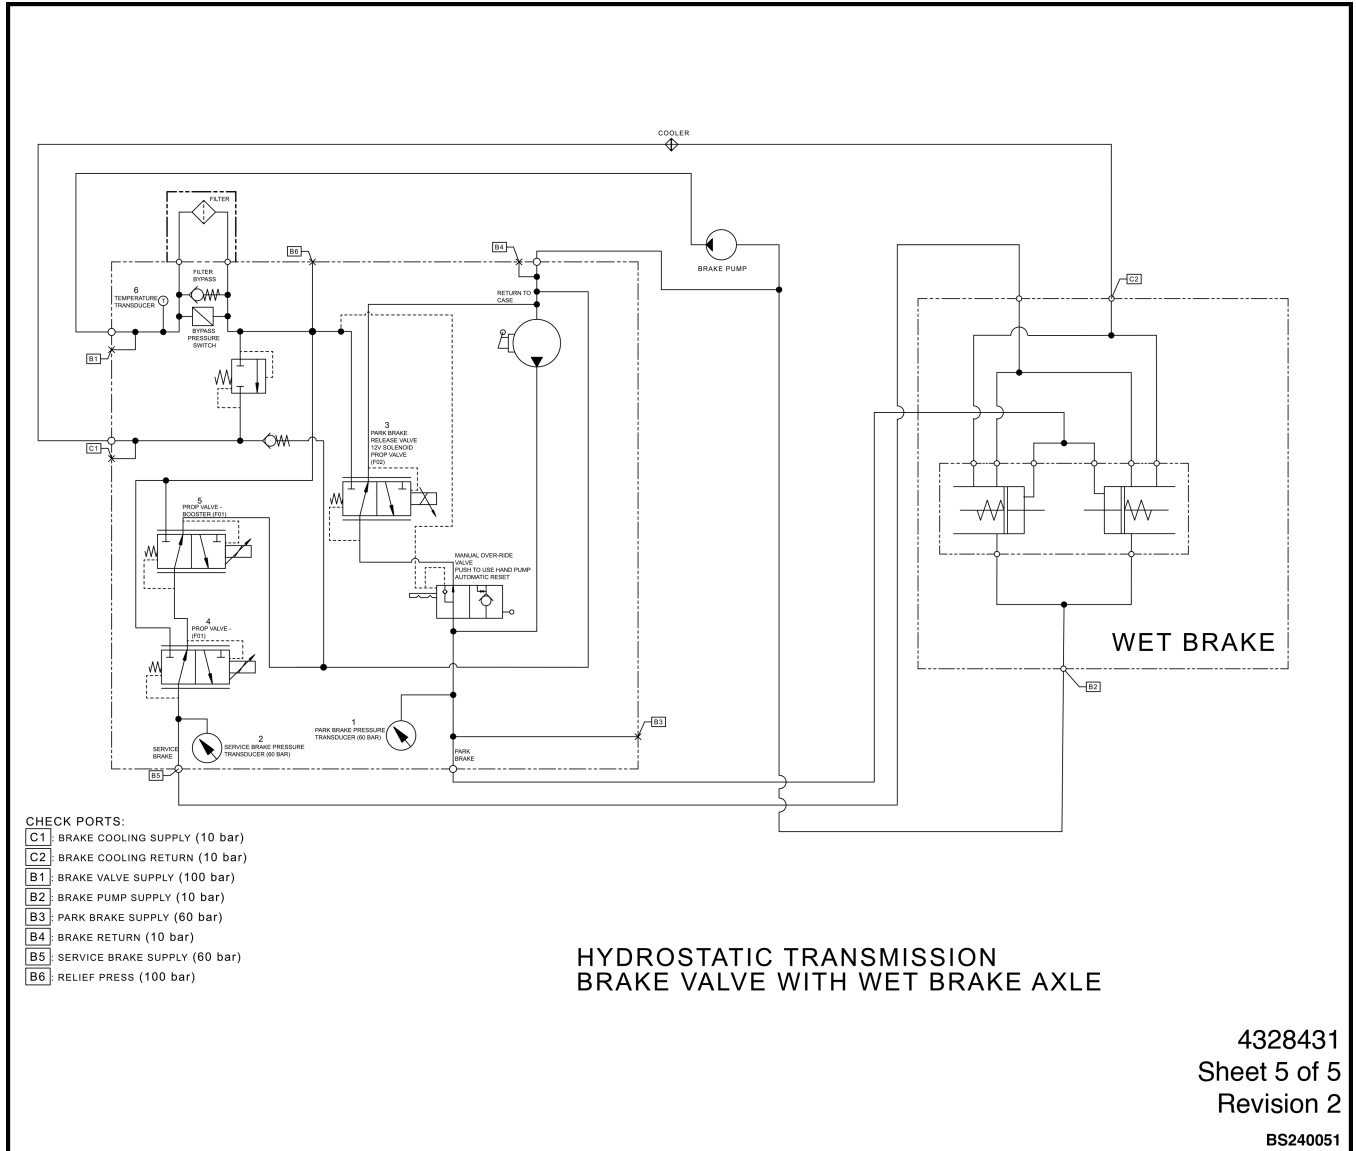 COOLER
FILTER
B6
B4
BRAKE PUMP
C2
FILTER
BYPASS
6
TEMPERATURE
TRANSDUCER
T
RETURN TO
CASE
BYPASS
PRESSURE
SWITCH
B1
3
PARK BRAKE
RELEASE VALVE
12V SOLENOID
PROP VALVE
(F02)
C1
5
PROP VALVE -
BOOSTER (F01)
MANUAL OVER-RIDE
VALVE
PUSH TO USE HAND PUMP
AUTOMATIC RESET
4
PROP VALVE -
(F01)
WET BRAKE
B2
1
PARK BRAKE PRESSURE
TRANSDUCER (60 BAR)
B3
2
SERVICE BRAKE PRESSURE
TRANSDUCER (60 BAR)
SERVICE
BRAKE
PARK
BRAKE
B5
CHECK PORTS:
C1 : BRAKE COOLING SUPPLY (10 bar)
C2 : BRAKE COOLING RETURN (10 bar)
B1 : BRAKE VALVE SUPPLY (100 bar)
B2 : BRAKE PUMP SUPPLY (10 bar)
B3 : PARK BRAKE SUPPLY (60 bar)
B4 : BRAKE RETURN (10 bar)
B5 : SERVICE BRAKE SUPPLY (60 bar)
B6 : RELIEF PRESS (100 bar)
HYDROSTATIC TRANSMISSION
BRAKE VALVE WITH WET BRAKE AXLE
4328431
Sheet 5 of 5
Revision 2
BS240051